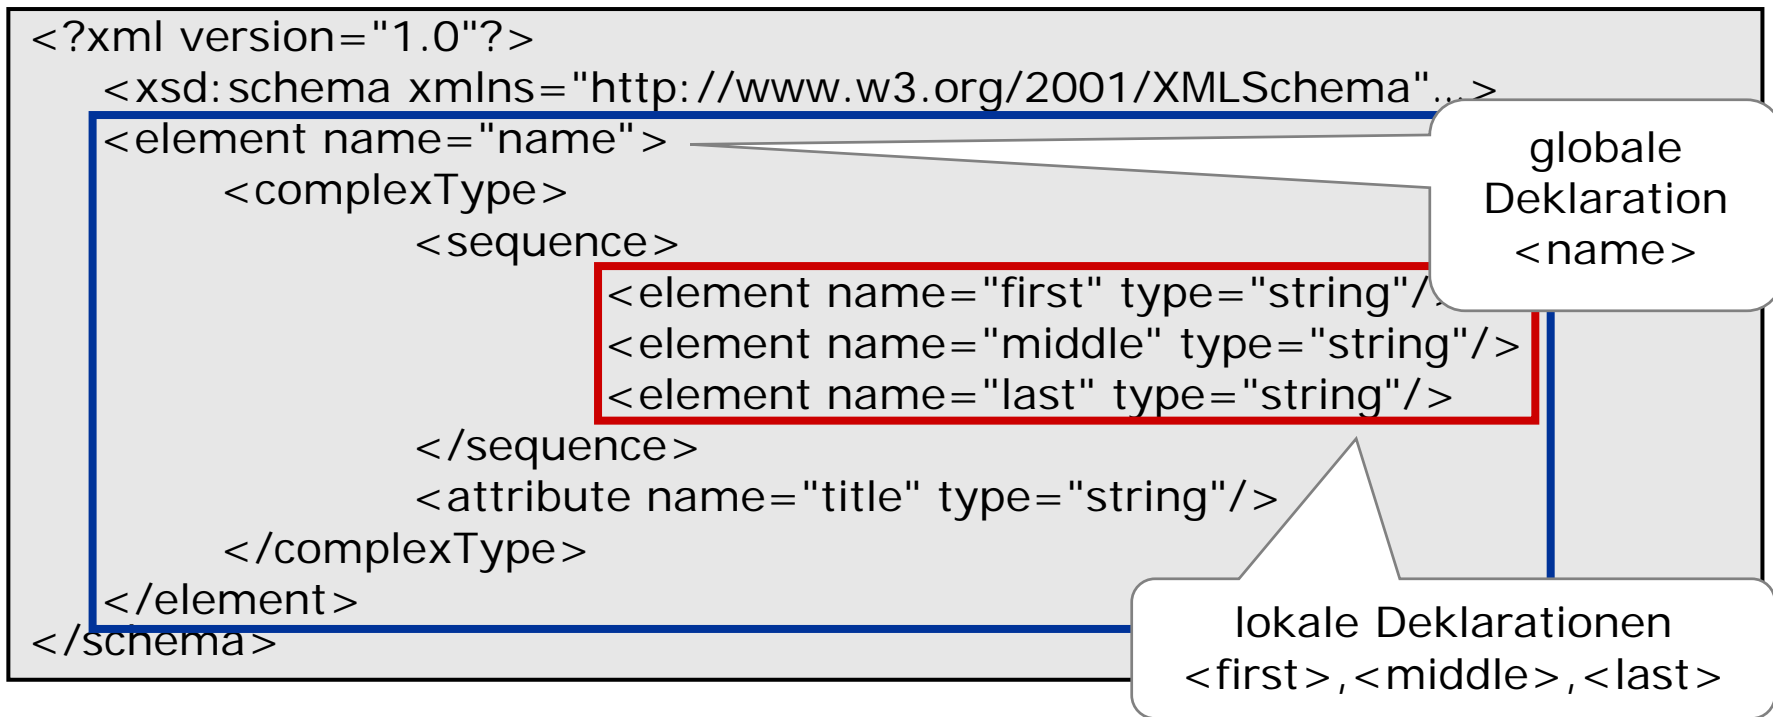 <?xml version="1.0"?>
<xsd:schema xmlns="http://www.w3.org/2001/XMLSchema"...>
<element name="name">
<complexType>
<sequence>
<element name="first" type="string"/>
<element name="middle" type="string"/>
<element name="last" type="string"/>
</sequence>
<attribute name="title" type="string"/>
</complexType>
</element>
</schema>
globale
Deklaration
<name>
lokale Deklarationen
<first>,<middle>,<last>